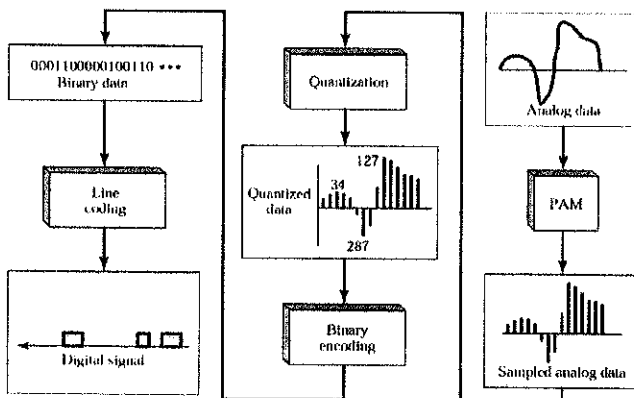 0001100000100110 •••
Binary data
Line
coding
Digital signal
Quantization
127
34
Quantized
data
287
Binary
encoding
Analog data
PAM
Sampled analog data